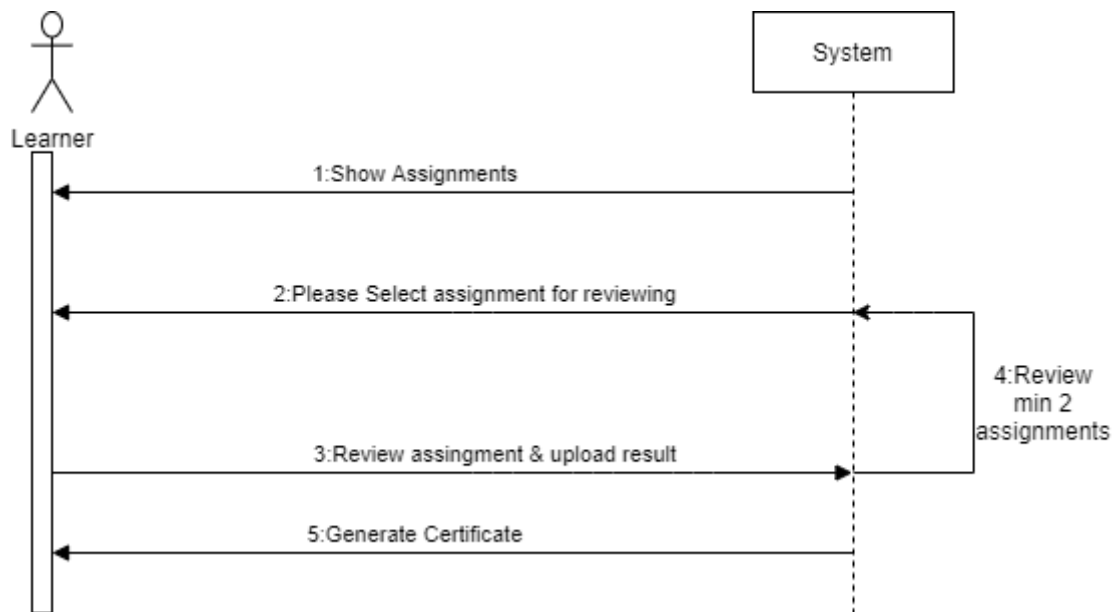 System
Learner
1:Show Assignments
2:Please Select assignment for reviewing
4:Review
min 2
assignments
3:Review assingment & upload result
5:Generate Certificate